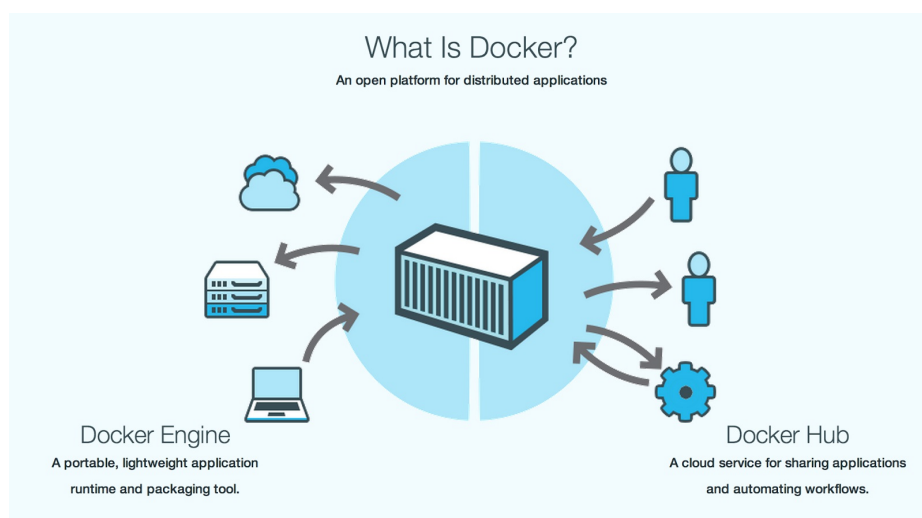 What Is Docker?
An open platform for distributed applications
Docker Engine
A portable, lightweight application
runtime and packaging tool.
Docker Hub
A cloud service for sharing applications
and automating workflows.